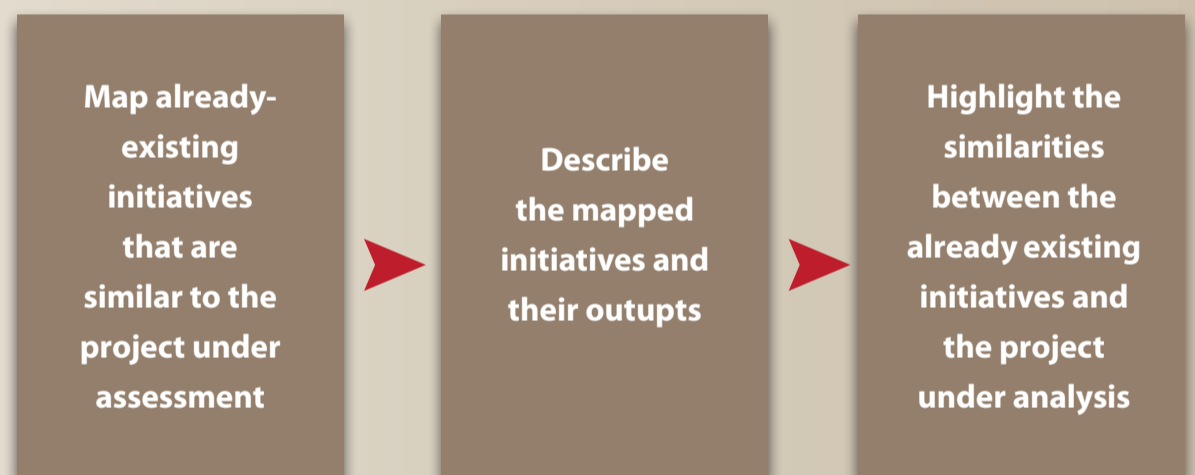 Map already-
existing
initiatives
that are
similar to the
project under
assessment
Describe
the mapped
initiatives and
their outupts
Highlight the
similarities
between the
already existing
initiatives and
the project
under analysis